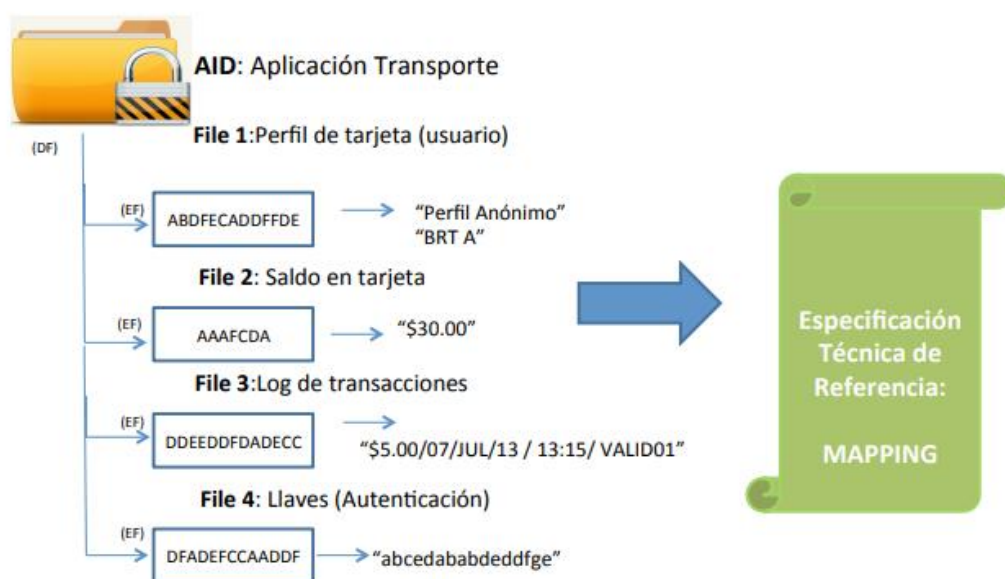 AID: Aplicación Transporte
(DF)
File 1:Perfil de tarjeta (usuario)
(EF)
ABDFECADDFFDE
“Perfil Anónimo”
“BRT A”
File 2: Saldo en tarjeta
(EF)
AAAFCDA
“$30.00”
File 3:Log de transacciones
(EF)
DDEEDDFDADECC
“$5.00/07/JUL/13 / 13:15/ VALID01”
File 4: Llaves (Autenticación)
(EF)
DFADEFCCAADDF
“abcedababdeddfge”
Especificación
Técnica de
Referencia:
MAPPING